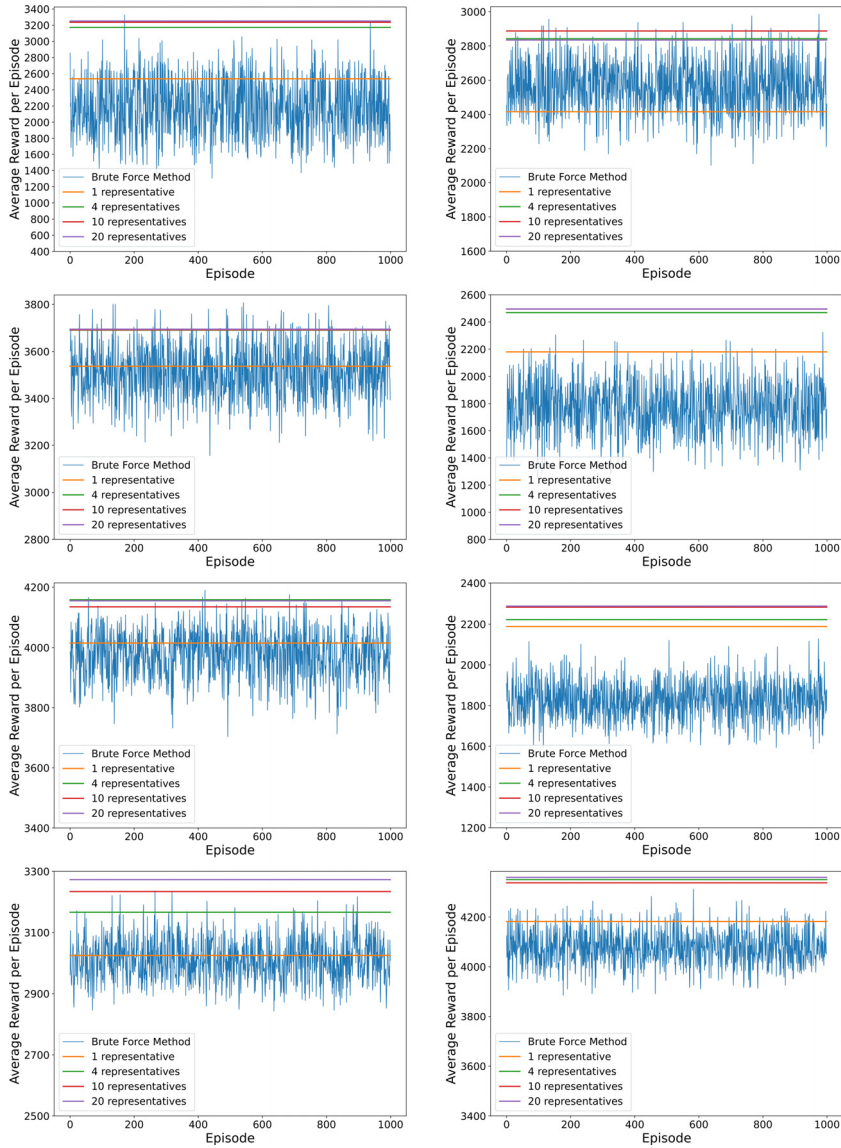 Average Reward per Episode
3400
3200
3000
2800
2600
2400
2200
2000
1800
1600
1400
1200
1000
800
600
400
Brute Force Method
1 representative
4 representatives
10 representatives
20 representatives
0 200 400 600 800 1000
Episode
Average Reward per Episode
3000
2800
2600
2400
2200
2000
1800
1600
Brute Force Method
1 representative
4 representatives
10 representatives
20 representatives
0 200 400 600 800 1000
Episode
Average Reward per Episode
3800
3600
3400
3200
3000
2800
Brute Force Method
1 representative
4 representatives
10 representatives
20 representatives
0 200 400 600 800 1000
Episode
Average Reward per Episode
2600
2400
2200
2000
1800
1600
1400
1200
1000
800
Brute Force Method
1 representative
4 representatives
10 representatives
20 representatives
0 200 400 600 800 1000
Episode
Average Reward per Episode
4200
4000
3800
3600
3400
Brute Force Method
1 representative
4 representatives
10 representatives
20 representatives
0 200 400 600 800 1000
Episode
Average Reward per Episode
2400
2200
2000
1800
1600
1400
1200
Brute Force Method
1 representative
4 representatives
10 representatives
20 representatives
0 200 400 600 800 1000
Episode
Average Reward per Episode
3300
3100
2900
2700
2500
Brute Force Method
1 representative
4 representatives
10 representatives
20 representatives
0 200 400 600 800 1000
Episode
Average Reward per Episode
4200
4000
3800
3600
3400
Brute Force Method
1 representative
4 representatives
10 representatives
20 representatives
0 200 400 600 800 1000
Episode